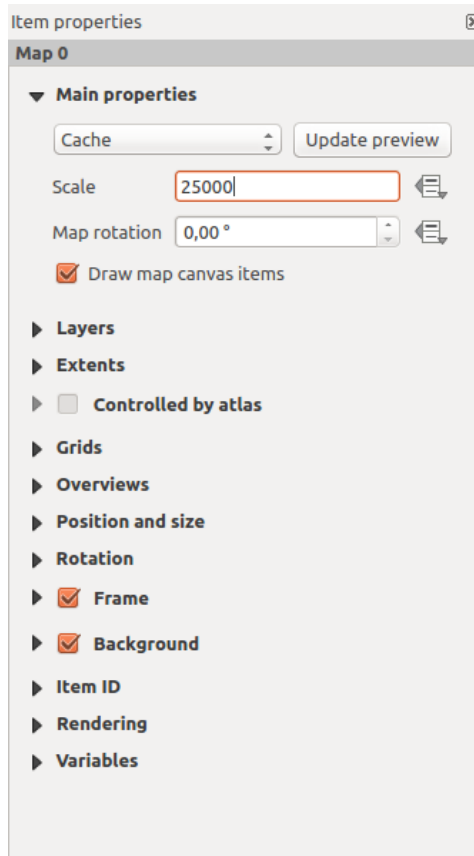 Item properties
Map 0
Main properties
Cache Update preview
Scale 25000
Map rotation 0,00 °
Draw map canvas items
Layers
Extents
Controlled by atlas
Grids
Overviews
Position and size
Rotation
Frame
Background
Item ID
Rendering
Variables